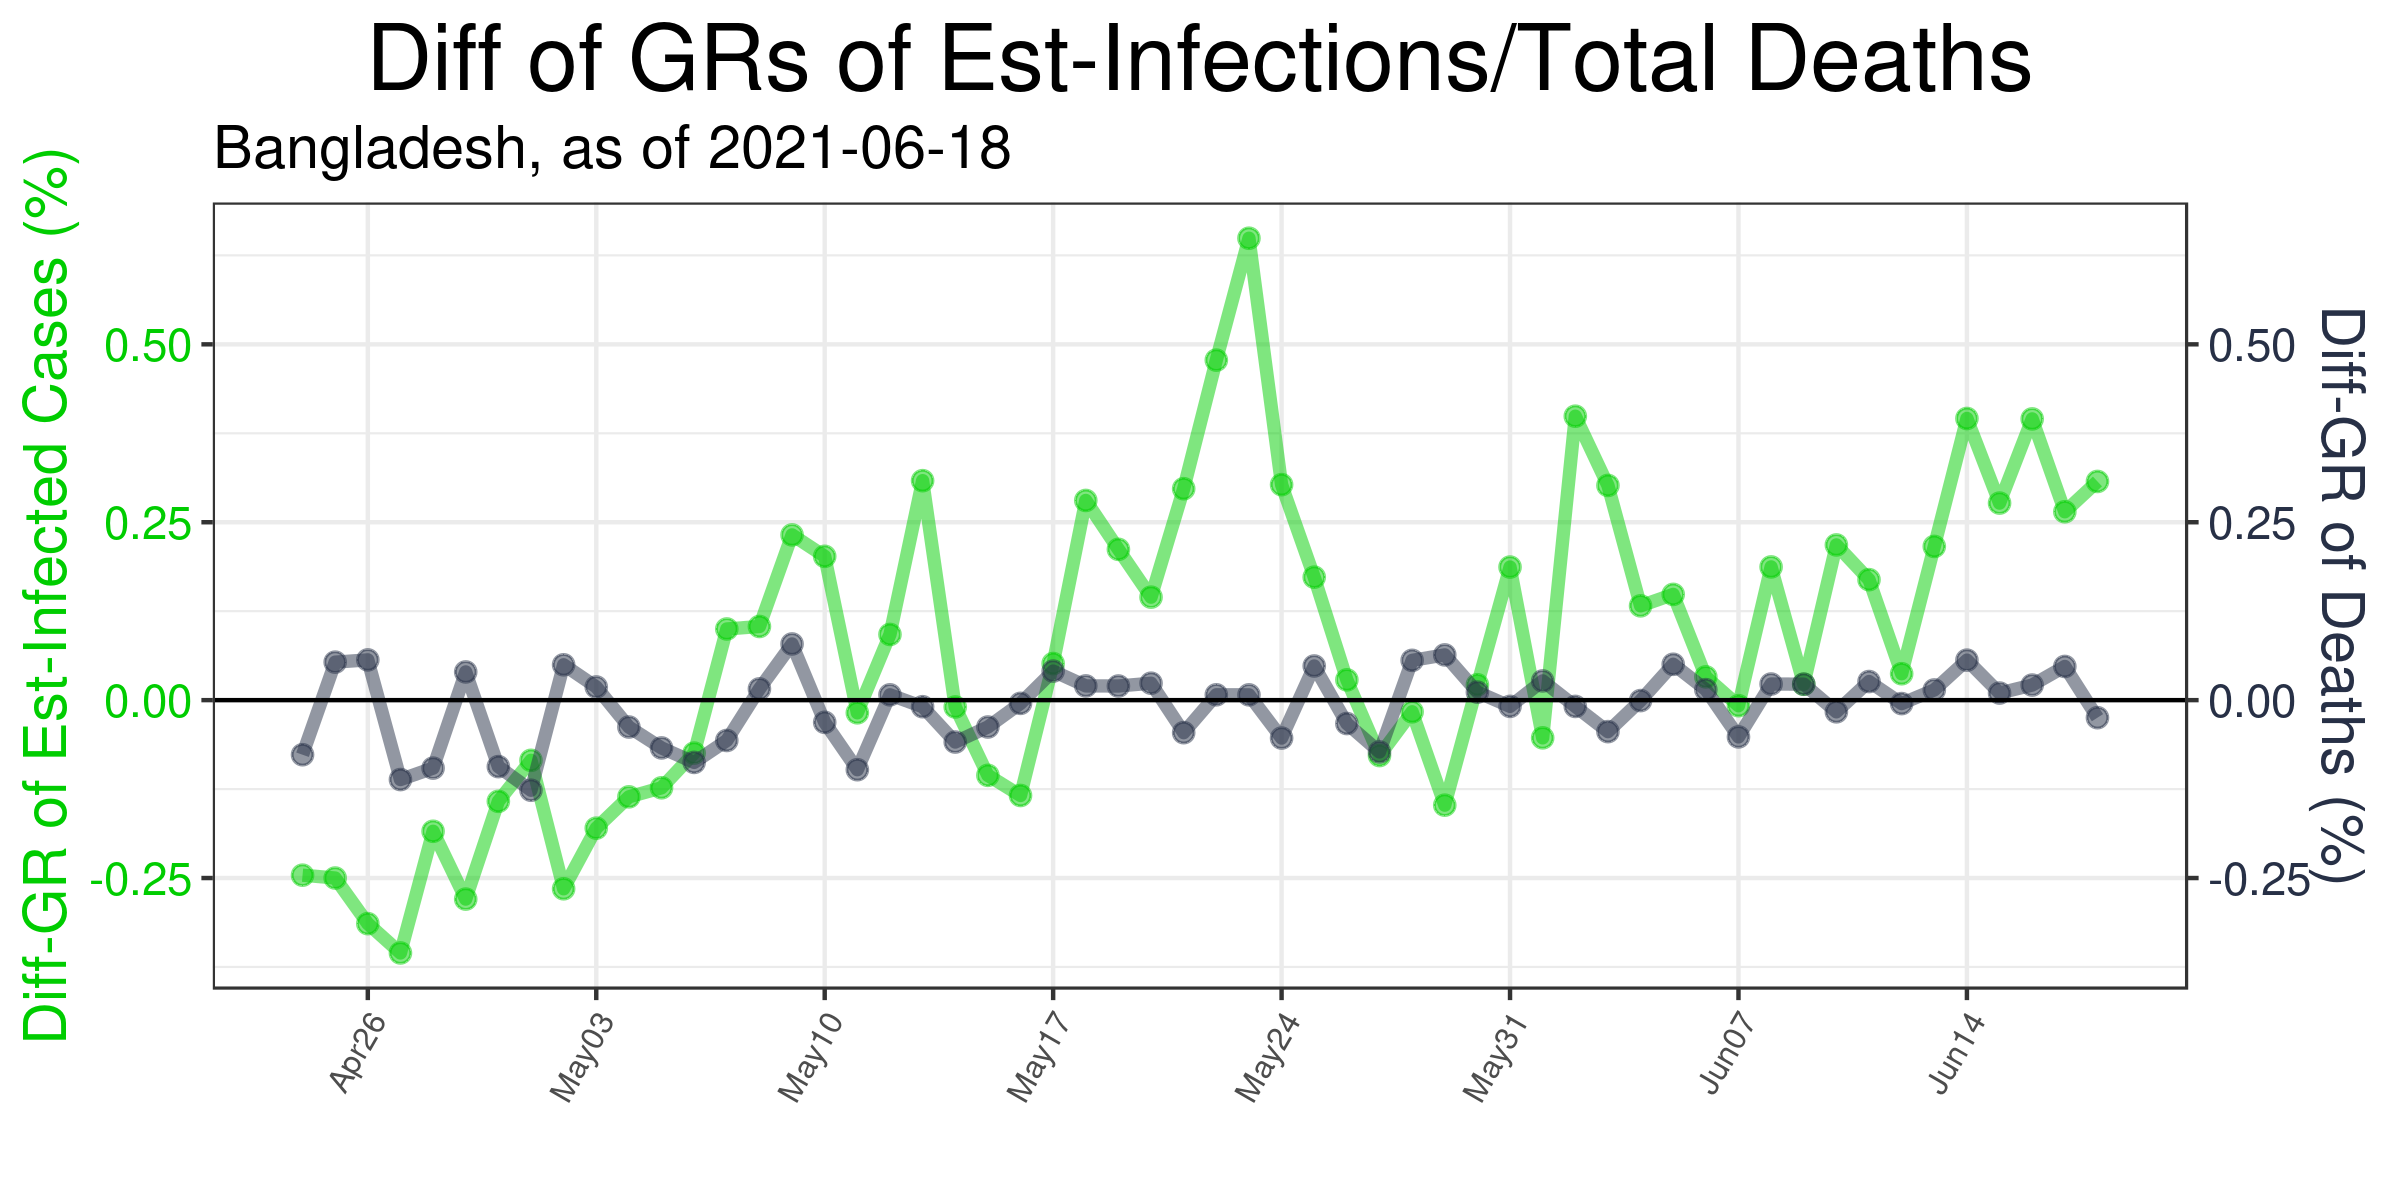 Diff of GRs of Est-Infections/Total Deaths
Bangladesh, as of 2021-06-18
Diff-GR of Est-Infected Cases (%)
0.50
0.25
0.00
-0.25
0.50
0.25
0.00
-0.25
Diff-GR of Deaths (%)
Apr26
May03
May10
May17
May24
May31
Jun07
Jun14